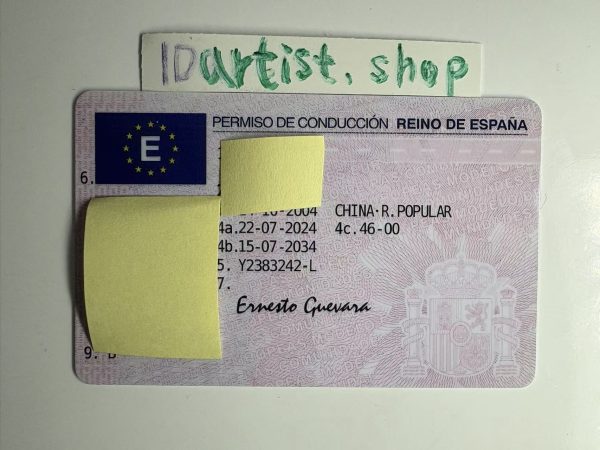 IDartist.shop
E PERMISO DE CONDUCCIÓN REINO DE ESPAÑA
6.
-10-2004 CHINA·R.POPULAR
4a.22-07-2024 4c.46-00
4b.15-07-2034
5. Y2383242-L
7.
Ernesto Guevara
9. B